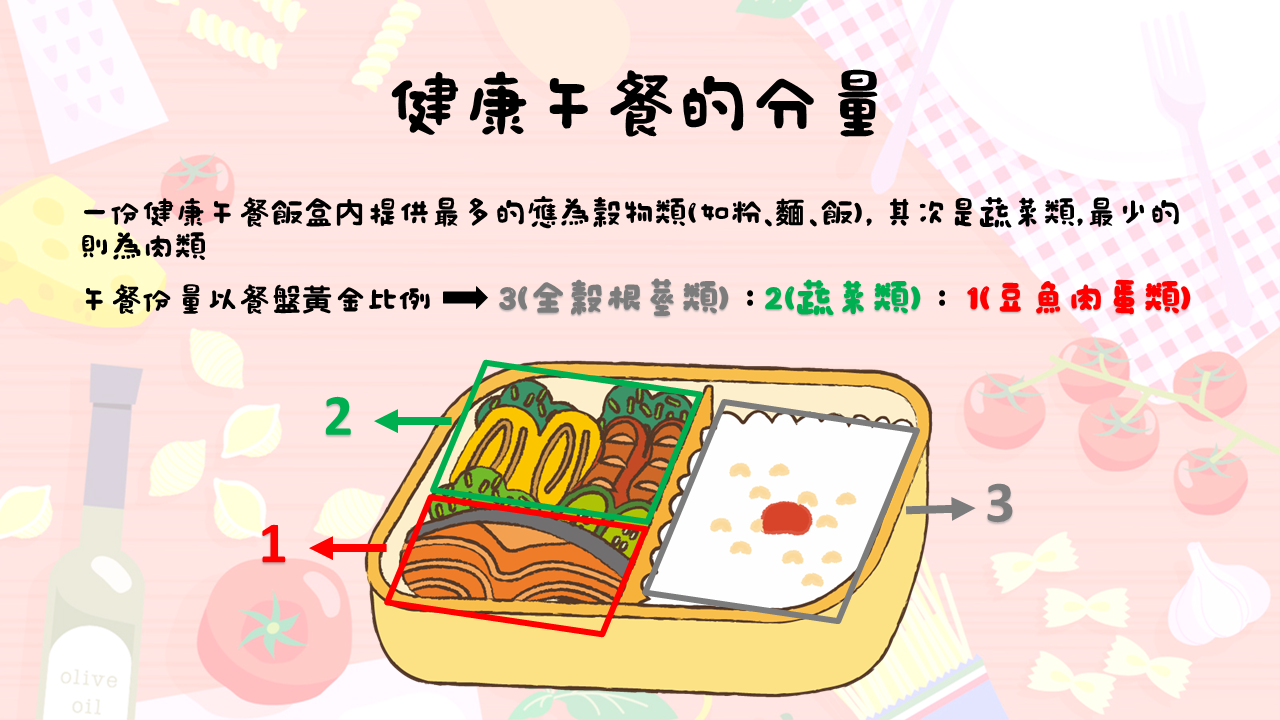 健康午餐的分量
一份健康午餐飯盒內提供最多的應為穀物類(如粉、麵、飯), 其次是蔬菜類,最少的
則為肉類
午餐份量以餐盤黃金比例 3(全穀根莖類) : 2(蔬菜類) : 1(豆魚肉蛋類)
2
3
1
olive
oil